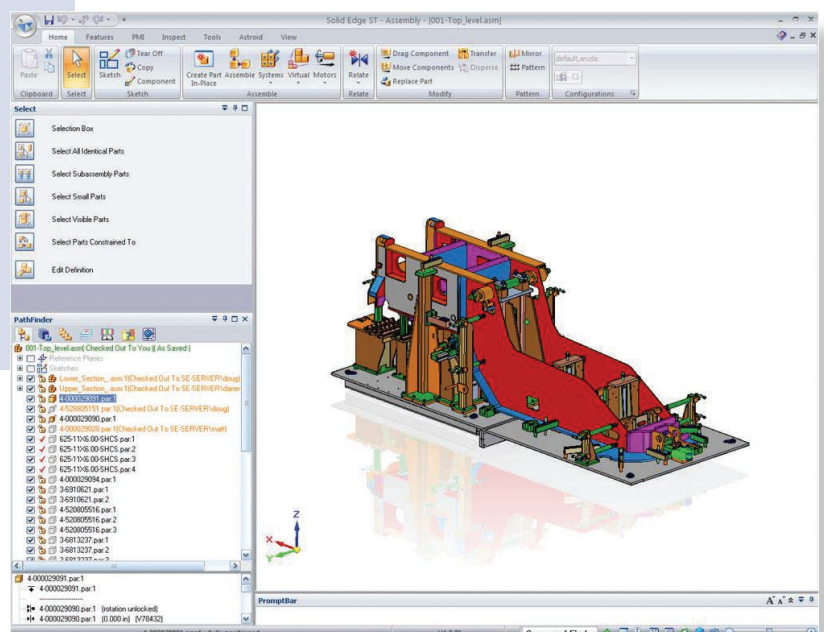 Solid Edge ST - Assembly - [001-Top_level.asm]
Home Features PMI Inspect Tools Astroid View
Paste
Clipboard
Select
Select
Sketch
Tear Off
Copy
Component
Sketch
Create Part In-Place
Assemble
Systems
Virtual
Motors
Assemble
Relate
Relate
Drag Component
Move Components
Replace Part
Transfer
Disperse
Modify
Mirror
Pattern
Pattern
default,aruda
Configurations
Select
Selection Box
Select All Identical Parts
Select Subassembly Parts
Select Small Parts
Select Visible Parts
Select Parts Constrained To
Edit Definition
PathFinder
001-Top_level.asm( Checked Out To You )( As Saved )
Reference Planes
Sketches
Lower_Section_.asm:1(Checked Out To SE-SERVER\doug)
Upper_Section_.asm:1(Checked Out To SE-SERVER\darren
4-000029091.par:1
4-528805151.par:1(Checked Out To SE-SERVER\doug)
4-000029090.par:1
4-000029028.par:1(Checked Out To SE-SERVER\matt)
625-11X6.00-SHCS.par:1
625-11X6.00-SHCS.par:2
625-11X6.00-SHCS.par:3
625-11X6.00-SHCS.par:4
4-000029094.par:1
3-6910621.par:1
3-6910621.par:2
4-520805516.par:1
4-520805516.par:2
4-520805516.par:3
3-6813237.par:1
3-6813237.par:2
4-000029091.par:1
4-000029091.par:1
4-000029090.par:1 (rotation unlocked)
4-000029090.par:1 (0.000 in) (V78432)
Z
X
Y
PromptBar